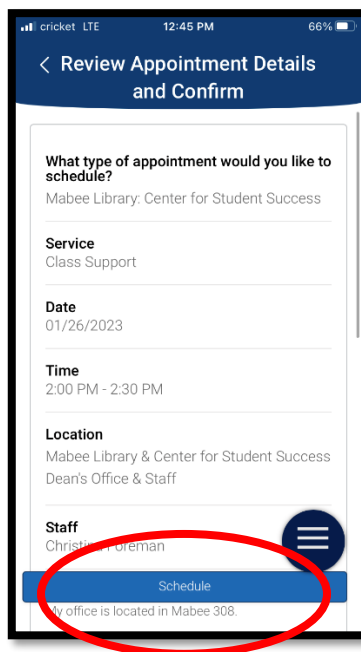 cricket LTE 12:45 PM 66%
< Review Appointment Details
and Confirm
What type of appointment would you like to
schedule?
Mabee Library: Center for Student Success
Service
Class Support
Date
01/26/2023
Time
2:00 PM - 2:30 PM
Location
Mabee Library & Center for Student Success
Dean's Office & Staff
Staff
Christina Foreman
Schedule
My office is located in Mabee 308.